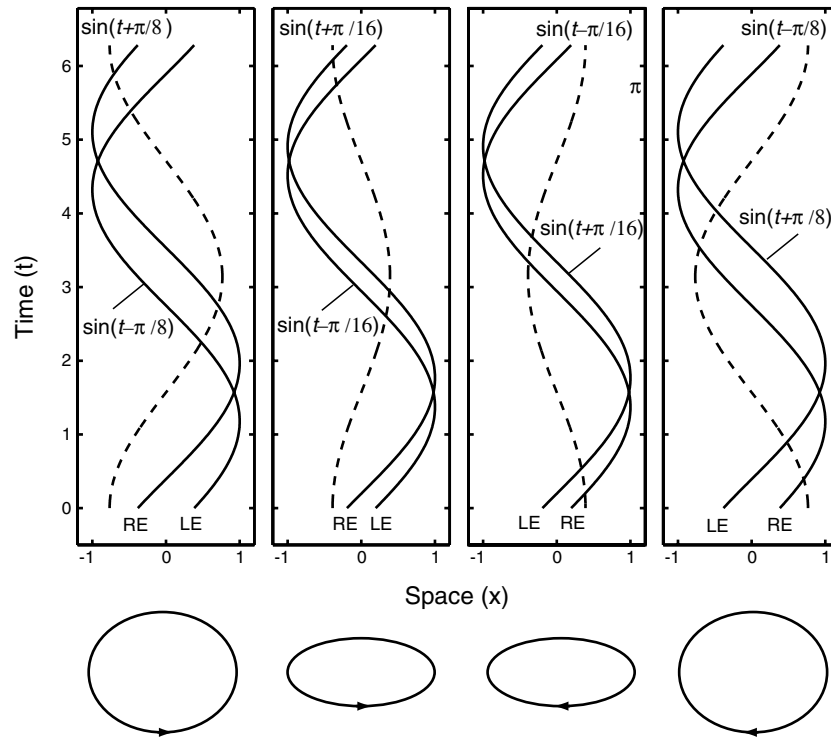 sin(t+π/8)
sin(t+π/16)
sin(t–π/16)
sin(t–π/8)
6
5
4
3
2
1
0
Time (t)
π
sin(t–π /8)
sin(t–π /16)
sin(t+π /16)
sin(t+π/8)
RE
LE
RE
LE
LE
RE
LE
RE
-1
0
1
-1
0
1
-1
0
1
-1
0
1
Space (x)